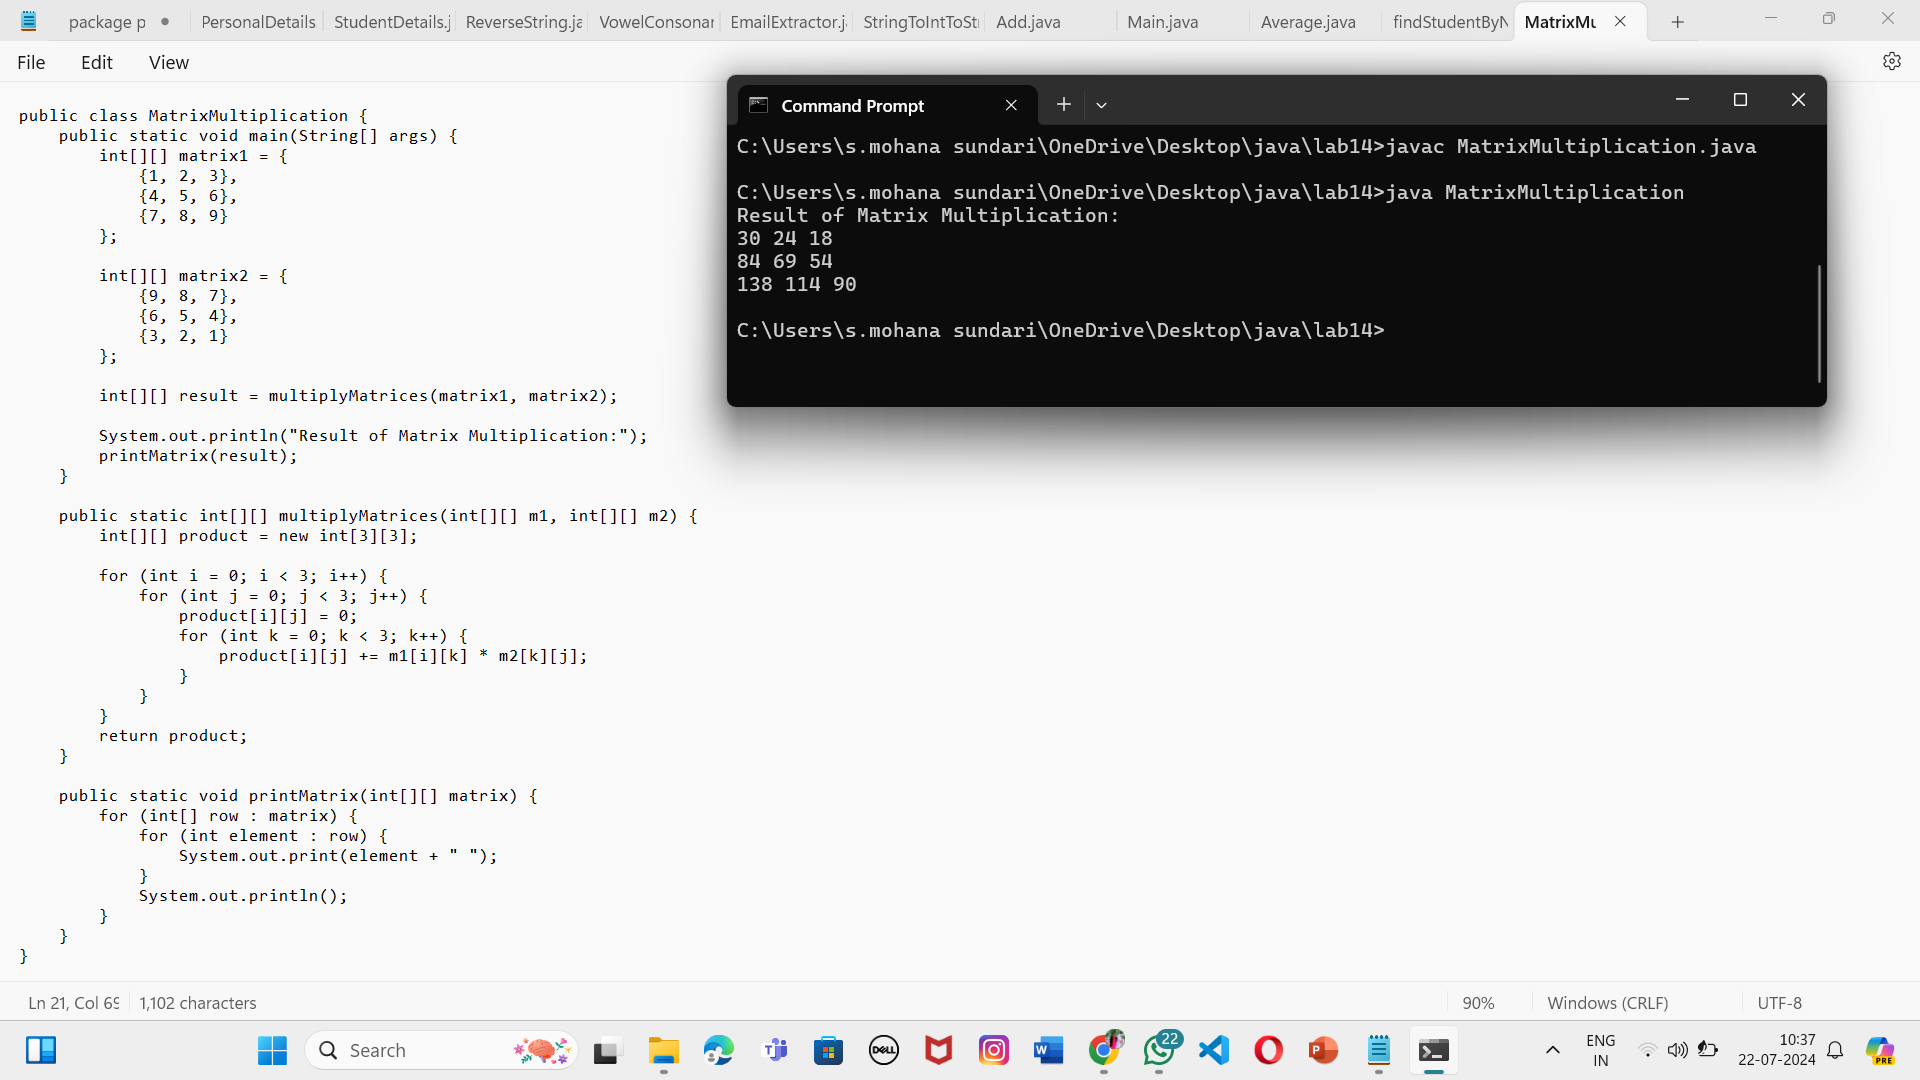 package p
PersonalDetails
StudentDetails.j
ReverseString.ja
VowelConsonan
EmailExtractor.j
StringToIntToSt
Add.java
Main.java
Average.java
findStudentByN
MatrixMu
File Edit View
public class MatrixMultiplication {
    public static void main(String[] args) {
        int[][] matrix1 = {
            {1, 2, 3},
            {4, 5, 6},
            {7, 8, 9}
        };
        int[][] matrix2 = {
            {9, 8, 7},
            {6, 5, 4},
            {3, 2, 1}
        };
        int[][] result = multiplyMatrices(matrix1, matrix2);
        System.out.println("Result of Matrix Multiplication:");
        printMatrix(result);
    }
    public static int[][] multiplyMatrices(int[][] m1, int[][] m2) {
        int[][] product = new int[3][3];
        for (int i = 0; i < 3; i++) {
            for (int j = 0; j < 3; j++) {
                product[i][j] = 0;
                for (int k = 0; k < 3; k++) {
                    product[i][j] += m1[i][k] * m2[k][j];
                }
            }
        }
        return product;
    }
    public static void printMatrix(int[][] matrix) {
        for (int[] row : matrix) {
            for (int element : row) {
                System.out.print(element + " ");
            }
            System.out.println();
        }
    }
}
Command Prompt
C:\Users\s.mohana sundari\OneDrive\Desktop\java\lab14>javac MatrixMultiplication.java
C:\Users\s.mohana sundari\OneDrive\Desktop\java\lab14>java MatrixMultiplication
Result of Matrix Multiplication:
30 24 18
84 69 54
138 114 90
C:\Users\s.mohana sundari\OneDrive\Desktop\java\lab14>
Ln 21, Col 69
1,102 characters
90%
Windows (CRLF)
UTF-8
Search
DELL
22
ENG
IN
10:37
22-07-2024
PRE